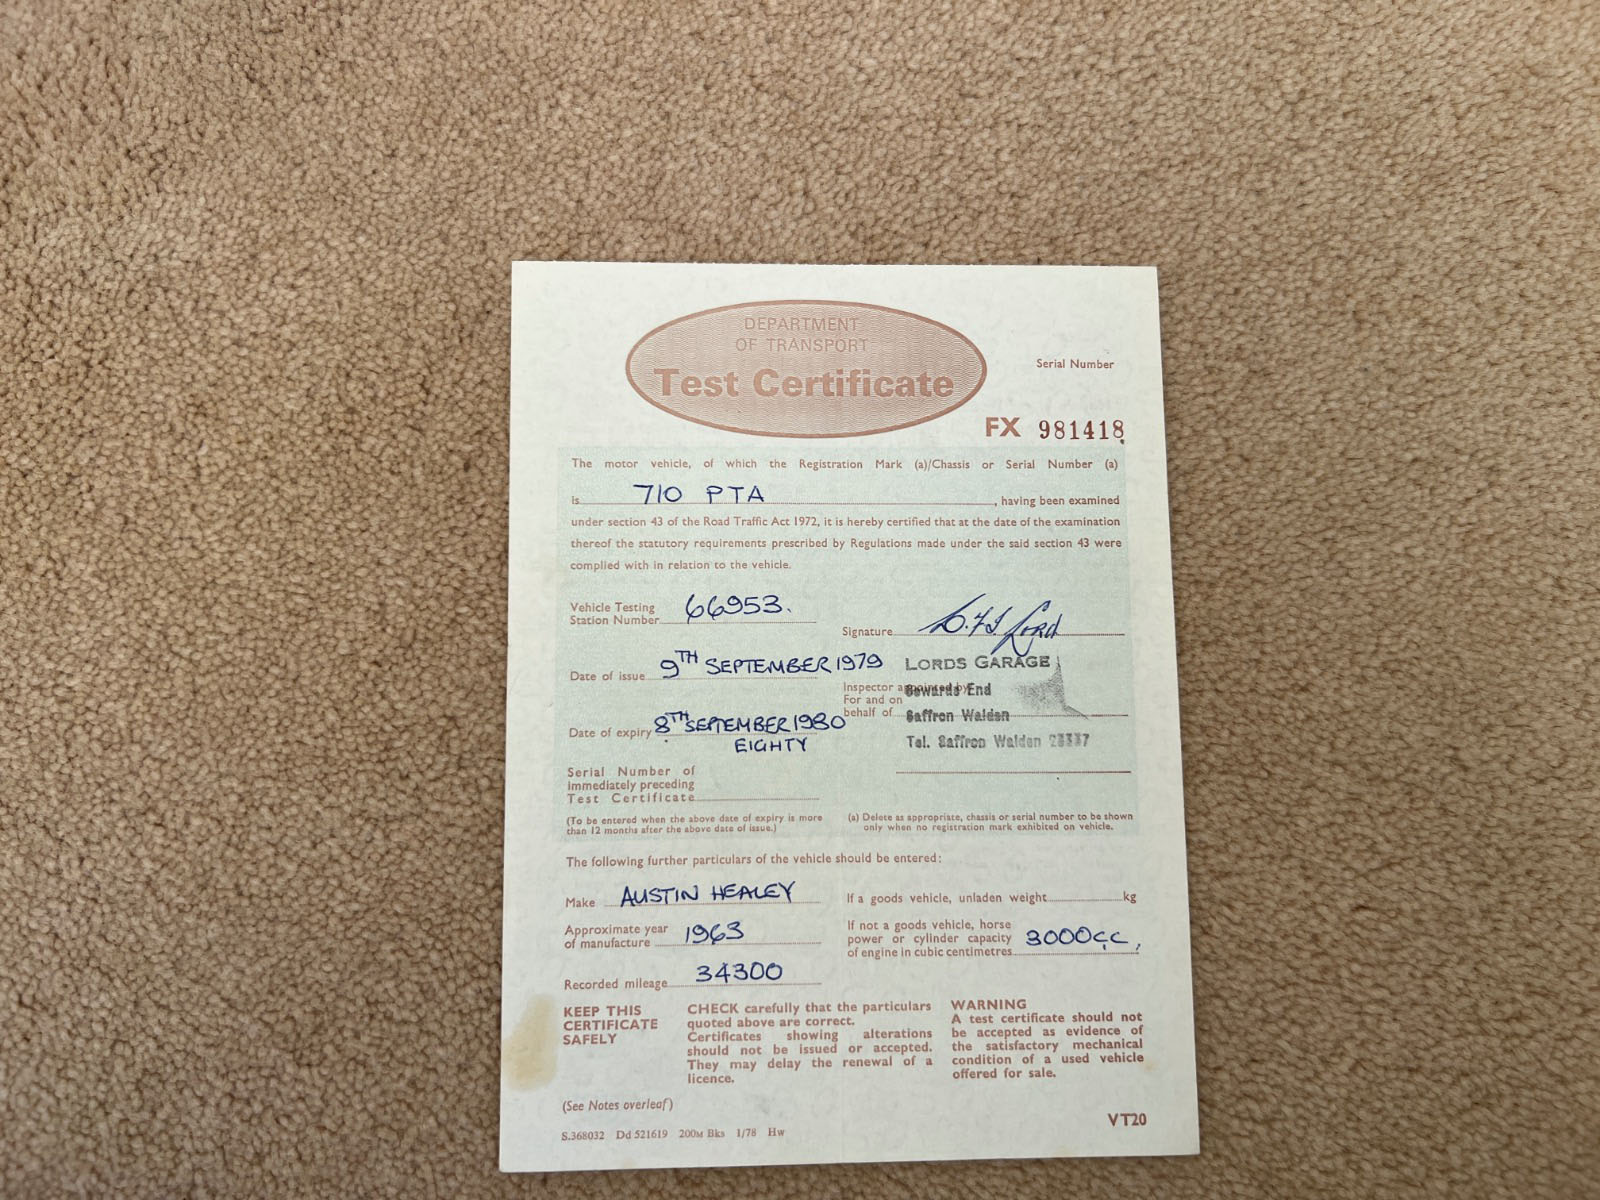 DEPARTMENT
OF TRANSPORT
Test Certificate
Serial Number
FX 981418
The motor vehicle, of which the Registration Mark (a)/Chassis or Serial Number (a)
is 710 PTA, having been examined
under section 43 of the Road Traffic Act 1972, it is hereby certified that at the date of the examination
thereof the statutory requirements prescribed by Regulations made under the said section 43 were
complied with in relation to the vehicle.
Vehicle Testing
Station Number 66953.
Signature Lord
Date of issue 9TH SEPTEMBER 1979
LORDS GARAGE
Inspector appointed by
For and on
behalf of
Sewards End
Saffron Walden
Tel. Saffron Walden
Date of expiry 8TH SEPTEMBER 1980
EIGHTY
Serial Number of
immediately preceding
Test Certificate
(To be entered when the above date of expiry is more
than 12 months after the above date of issue.)
(a) Delete as appropriate, chassis or serial number to be shown
only when no registration mark exhibited on vehicle.
The following further particulars of the vehicle should be entered:
Make AUSTIN HEALEY
If a goods vehicle, unladen weight kg
Approximate year
of manufacture 1963
If not a goods vehicle, horse
power or cylinder capacity
of engine in cubic centimetres 3000cc,
Recorded mileage 34300
KEEP THIS
CERTIFICATE
SAFELY
CHECK carefully that the particulars
quoted above are correct.
Certificates showing alterations
should not be issued or accepted.
They may delay the renewal of a
licence.
WARNING
A test certificate should not
be accepted as evidence of
the satisfactory mechanical
condition of a used vehicle
offered for sale.
(See Notes overleaf)
S.368032 Dd 521619 200M Bks 1/78 Hw
VT20